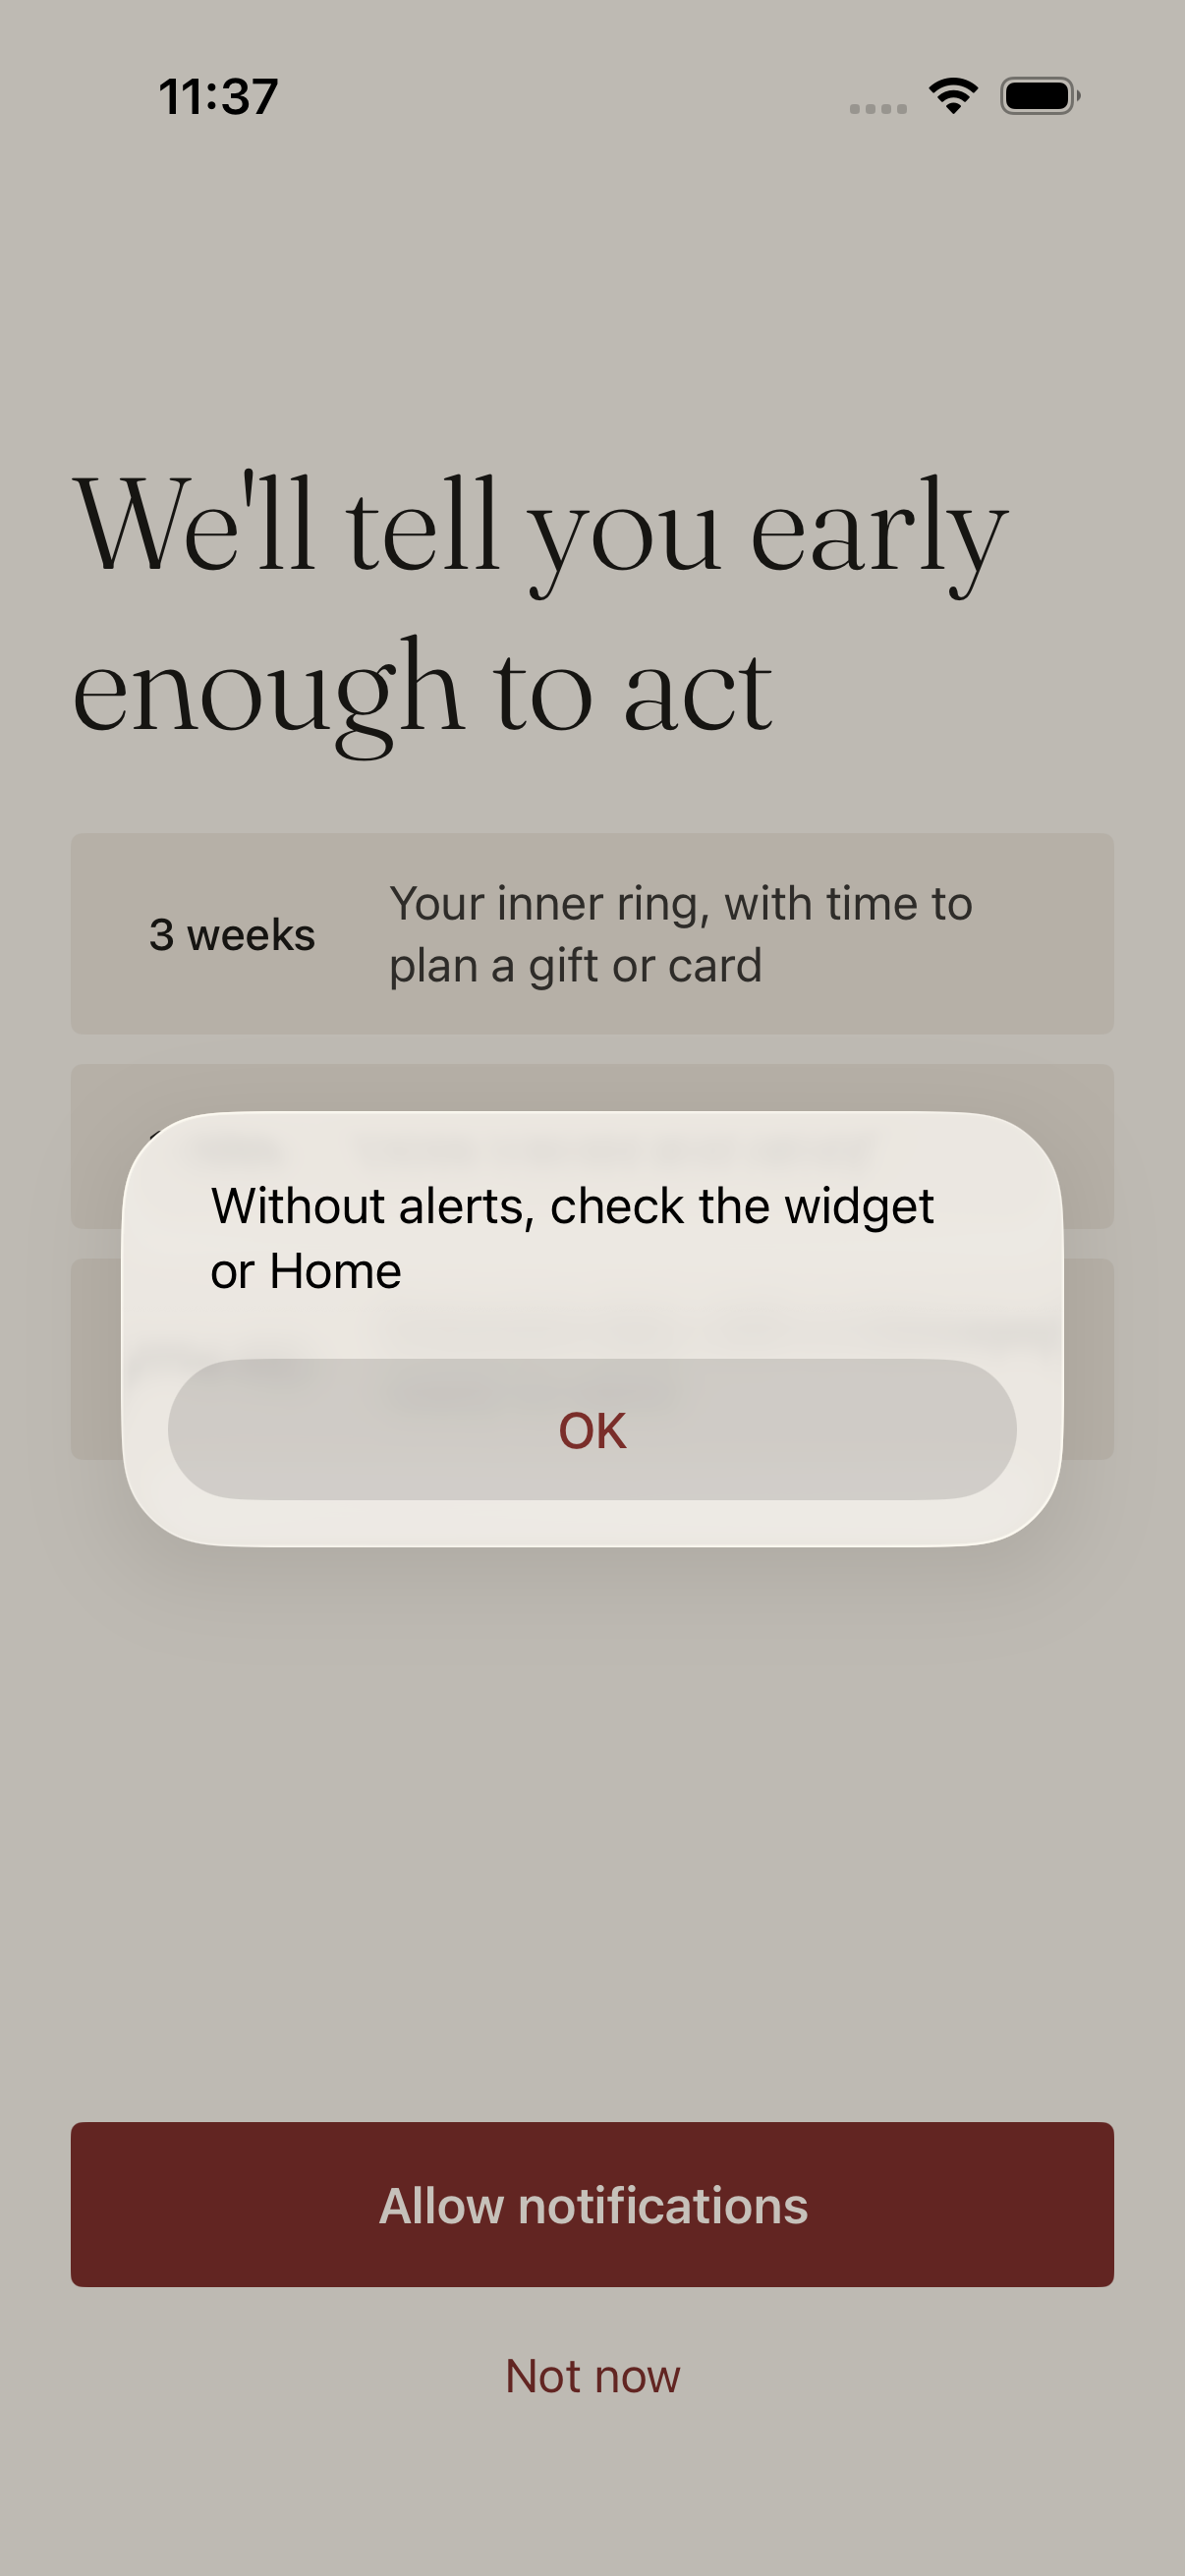 11:37
We'll tell you early
enough to act
3 weeks
Your inner ring, with time to
plan a gift or card
Without alerts, check the widget
or Home
OK
Allow notifications
Not now